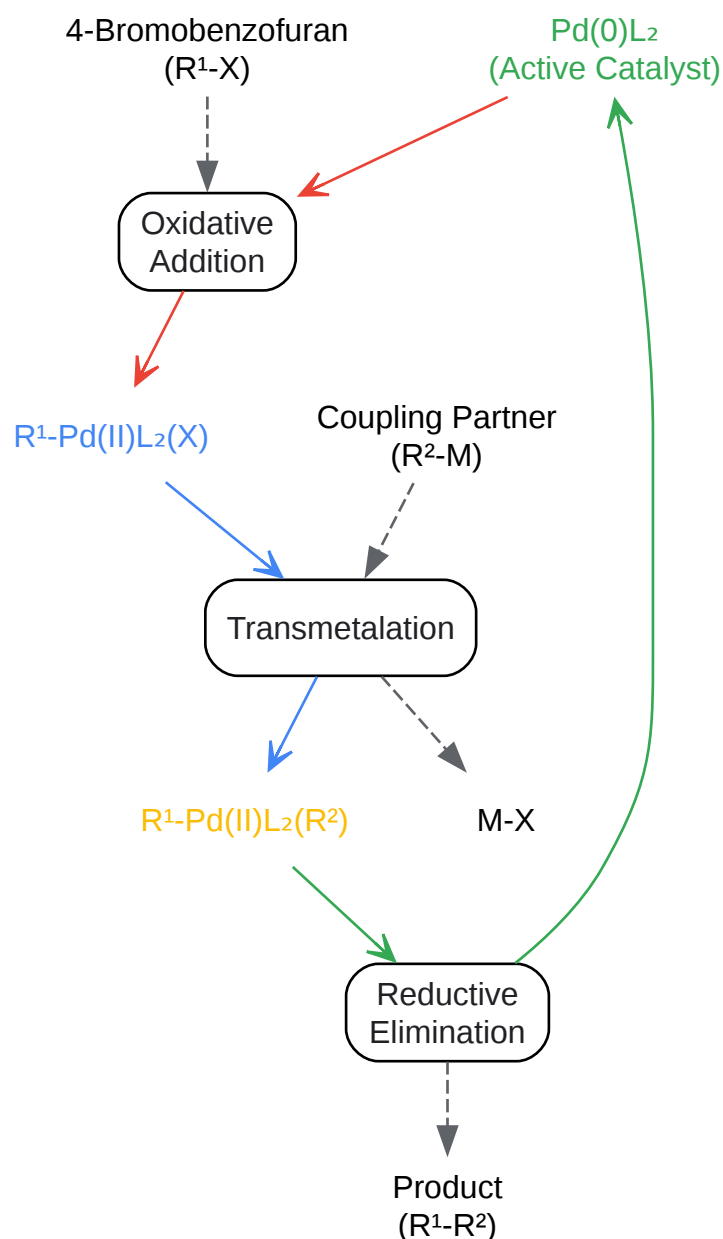 4-Bromobenzofuran
(R¹-X)
Pd(0)L₂
(Active Catalyst)
Oxidative
Addition
R¹-Pd(II)L₂(X)
Coupling Partner
(R²-M)
Transmetalation
R¹-Pd(II)L₂(R²)
M-X
Reductive
Elimination
Product
(R¹-R²)